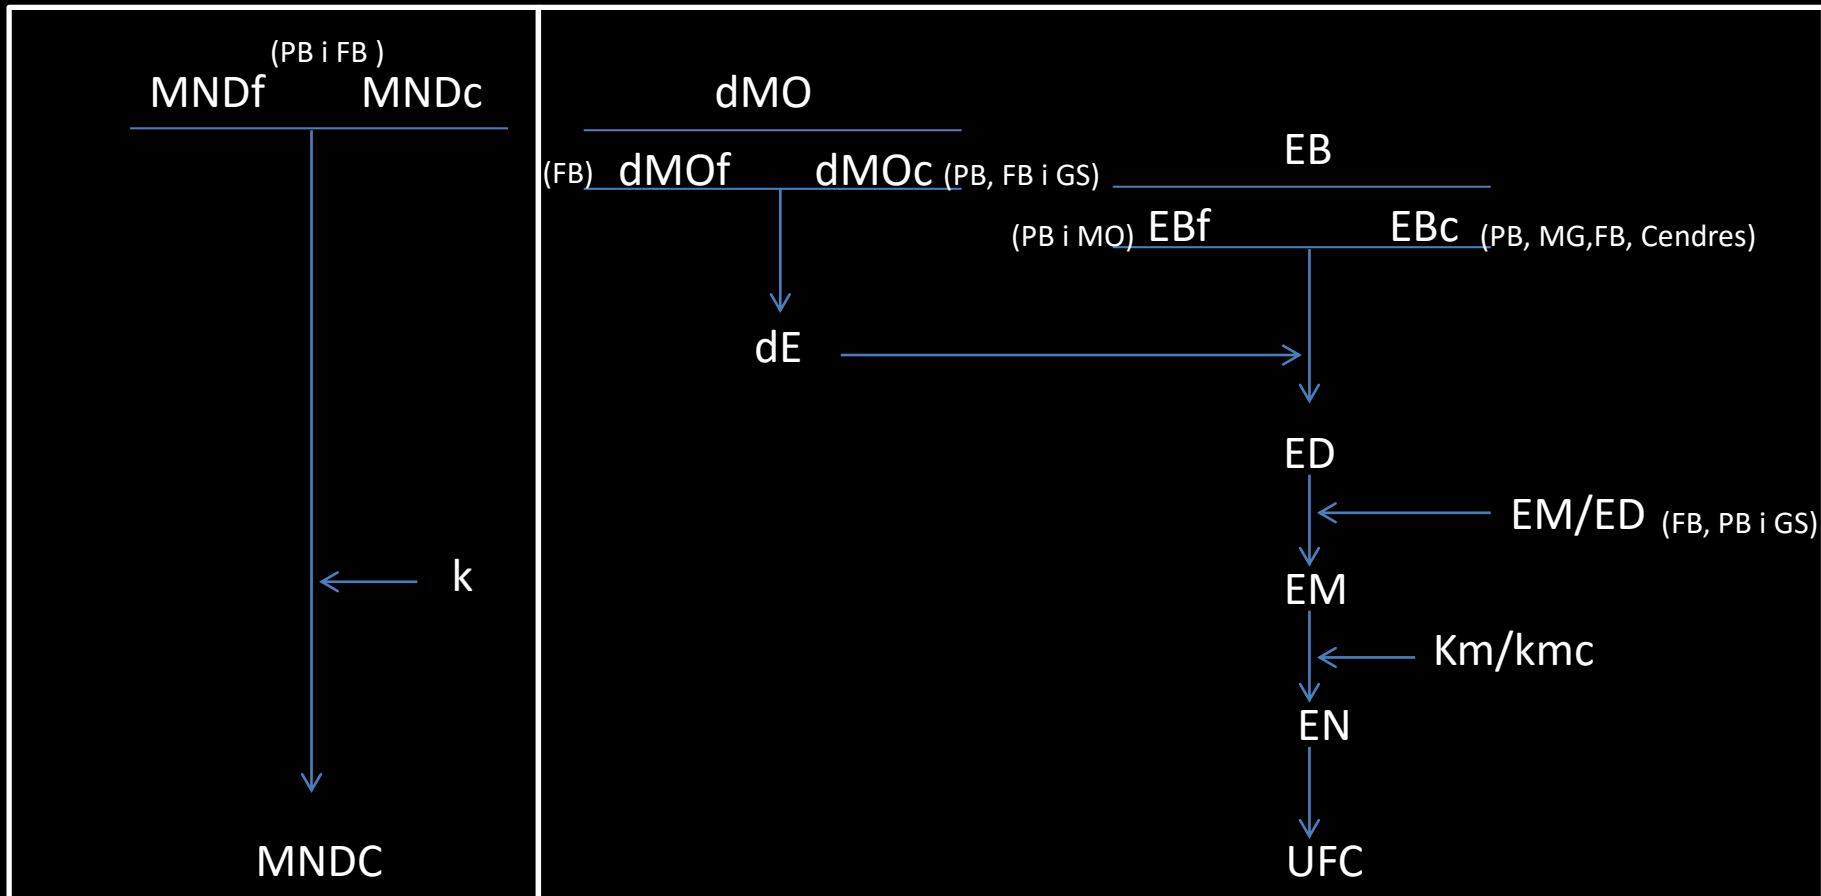 (PB i FB )
MNDf MNDc
k
MNDC
dMO
(FB) dMOf dMOc (PB, FB i GS)
EB
(PB i MO) EBf EBc (PB, MG,FB, Cendres)
dE
ED
EM/ED (FB, PB i GS)
EM
Km/kmc
EN
UFC